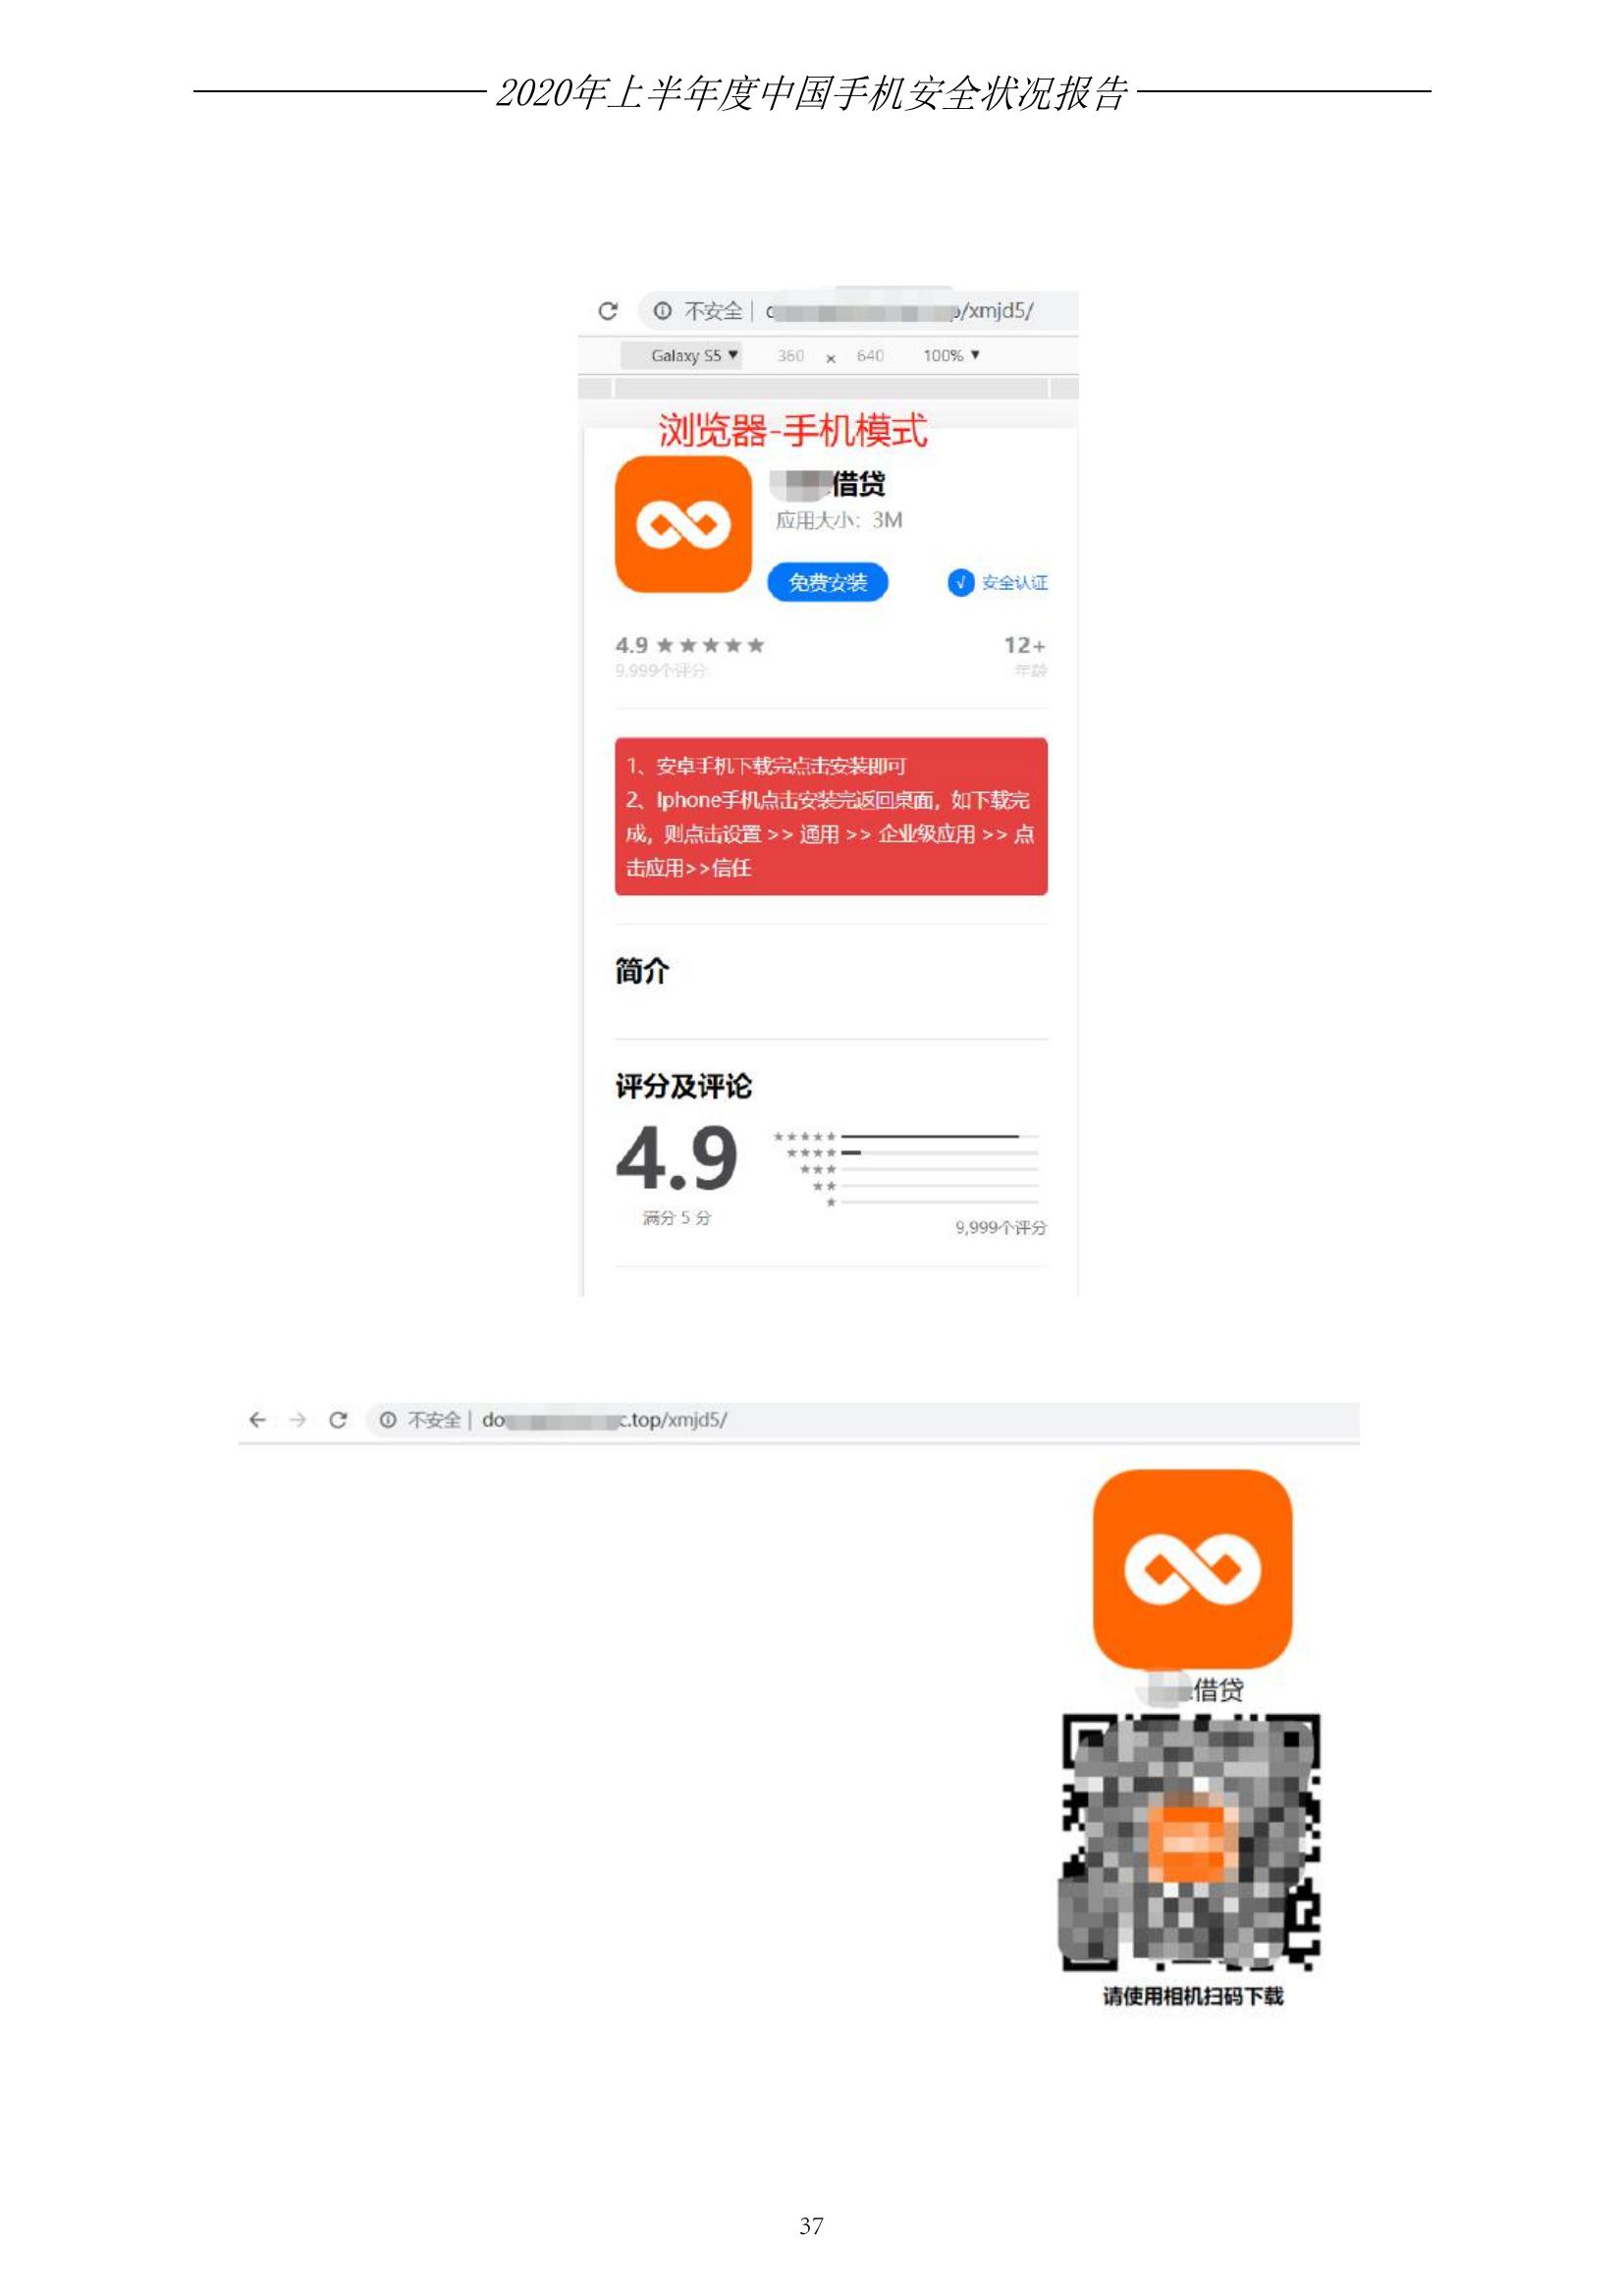 2020年上半年度中国手机安全状况报告
不安全 /xmjd5/
Galaxy S5 ▼ 360 × 640 100% ▼
浏览器-手机模式
借贷
应用大小：3M
免费安装 √ 安全认证
4.9 ★★★★★ 12+
9,999个评分 年龄
1、安卓手机下载完点击安装即可
2、Iphone手机点击安装完返回桌面，如下载完
成，则点击设置 >> 通用 >> 企业级应用 >> 点
击应用>>信任
简介
评分及评论
4.9
满分 5 分
9,999个评分
不安全 | do c.top/xmjd5/
借贷
请使用相机扫码下载
37